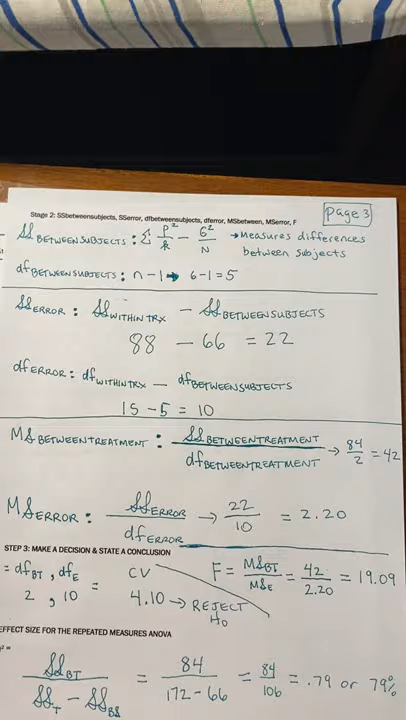 Page 3
Stage 2: SSbetweensubjects, SSerror, dfbetweensubjects, dferror, MSbetween, MSerror, F
SS BETWEEN SUBJECTS : Σ P²/k − G²/N → Measures differences
between subjects
df BETWEEN SUBJECTS : n − 1 → 6 − 1 = 5
SS ERROR : SS WITHIN TRX − SS BETWEEN SUBJECTS
88 − 66 = 22
df ERROR : df WITHIN TRX − df BETWEEN SUBJECTS
15 − 5 = 10
MS BETWEEN TREATMENT : SS BETWEEN TREATMENT / df BETWEEN TREATMENT → 84/2 = 42
MS ERROR : SS ERROR / df ERROR → 22/10 = 2.20
STEP 3: MAKE A DECISION & STATE A CONCLUSION
= df BT , df E = CV
2 , 10 4.10 → REJECT H₀
F = MS BT / MS E = 42/2.20 = 19.09
EFFECT SIZE FOR THE REPEATED MEASURES ANOVA
² =
SS BT / SS T − SS BS = 84 / 172 − 66 = 84/106 = .79 or 79%